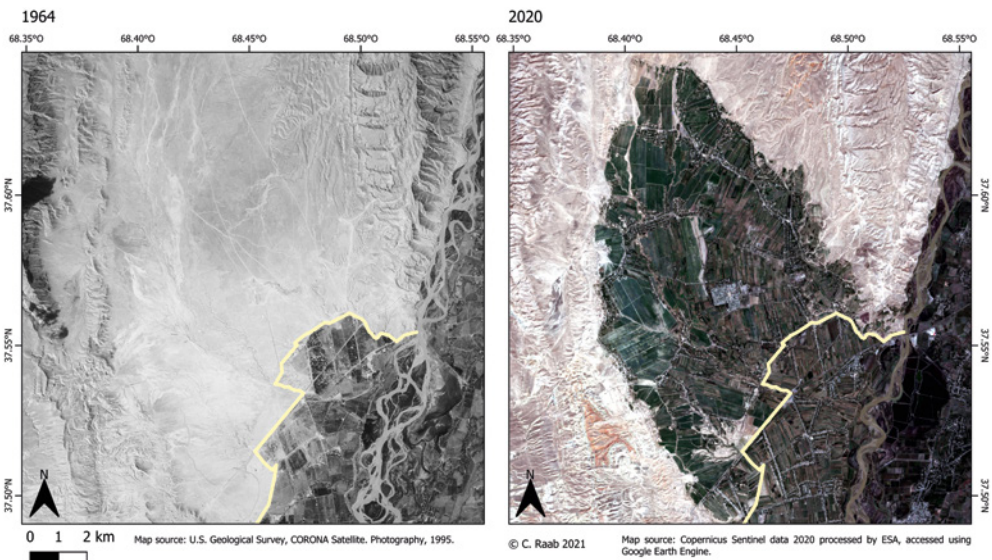 1964
68.35°O 68.40°O 68.45°O 68.50°O 68.55°O
37.60°N
37.55°N
37.50°N
N
0 1 2 km
Map source: U.S. Geological Survey, CORONA Satellite. Photography, 1995.
2020
68.35°O 68.40°O 68.45°O 68.50°O 68.55°O
37.60°N
37.55°N
37.50°N
N
© C. Raab 2021
Map source: Copernicus Sentinel data 2020 processed by ESA, accessed using
Google Earth Engine.